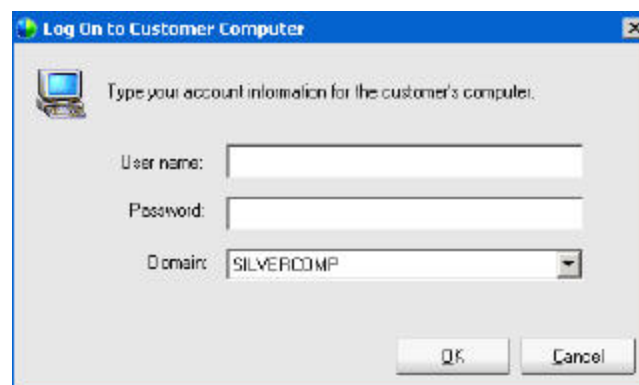 Log On to Customer Computer
Type your account information for the customer's computer.
User name:
Password:
Domain: SILVERCOMP
OK Cancel